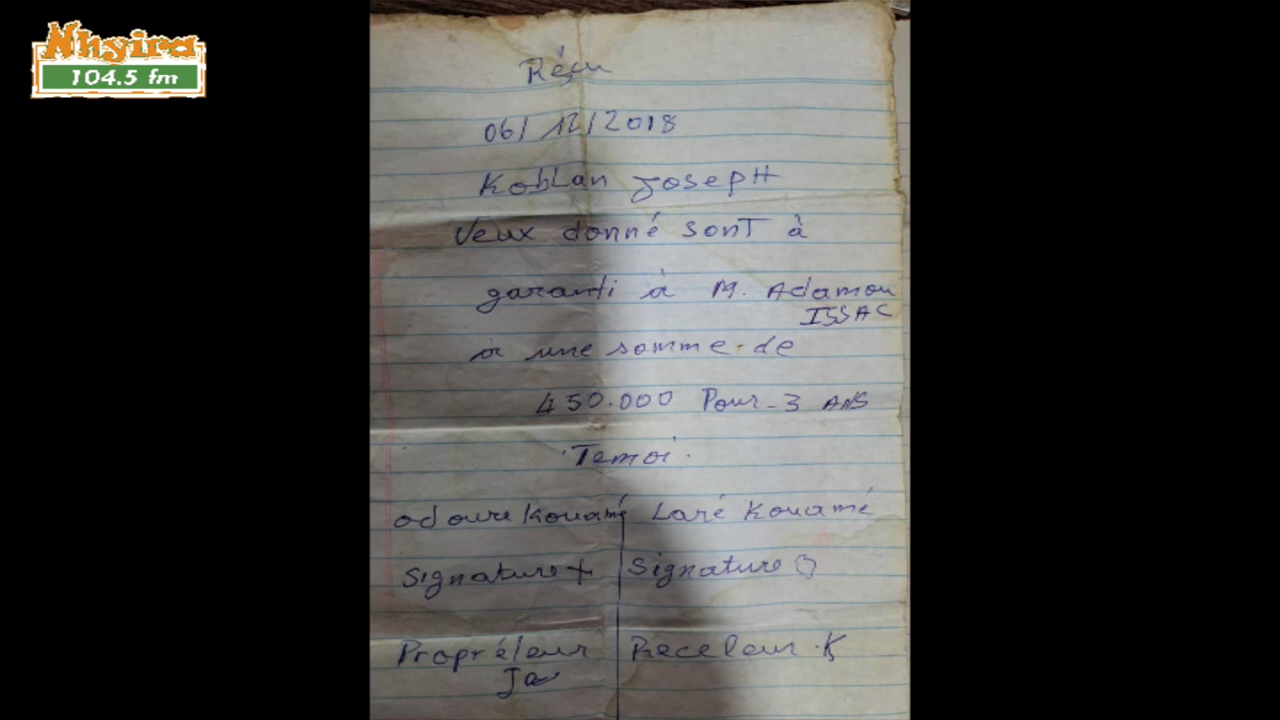 Nhyira
104.5 fm
Réçu
06/12/2018
KobLan JosepH
Veux donné sont à
garanti à M. Adamou
ISSAC
à une somme de
450.000 Pour-3 ANS
Temoi.
odoure Kouamé Laré Kouamé
Signature + Signature
Propréteur Receleur.K
Ja